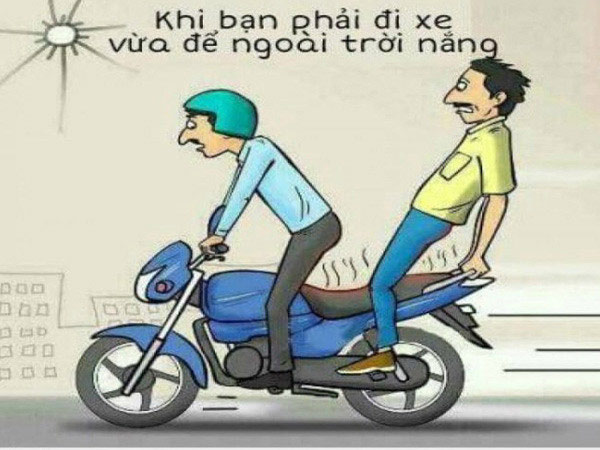 Khi bạn phải đi xe
vừa để ngoài trời nắng